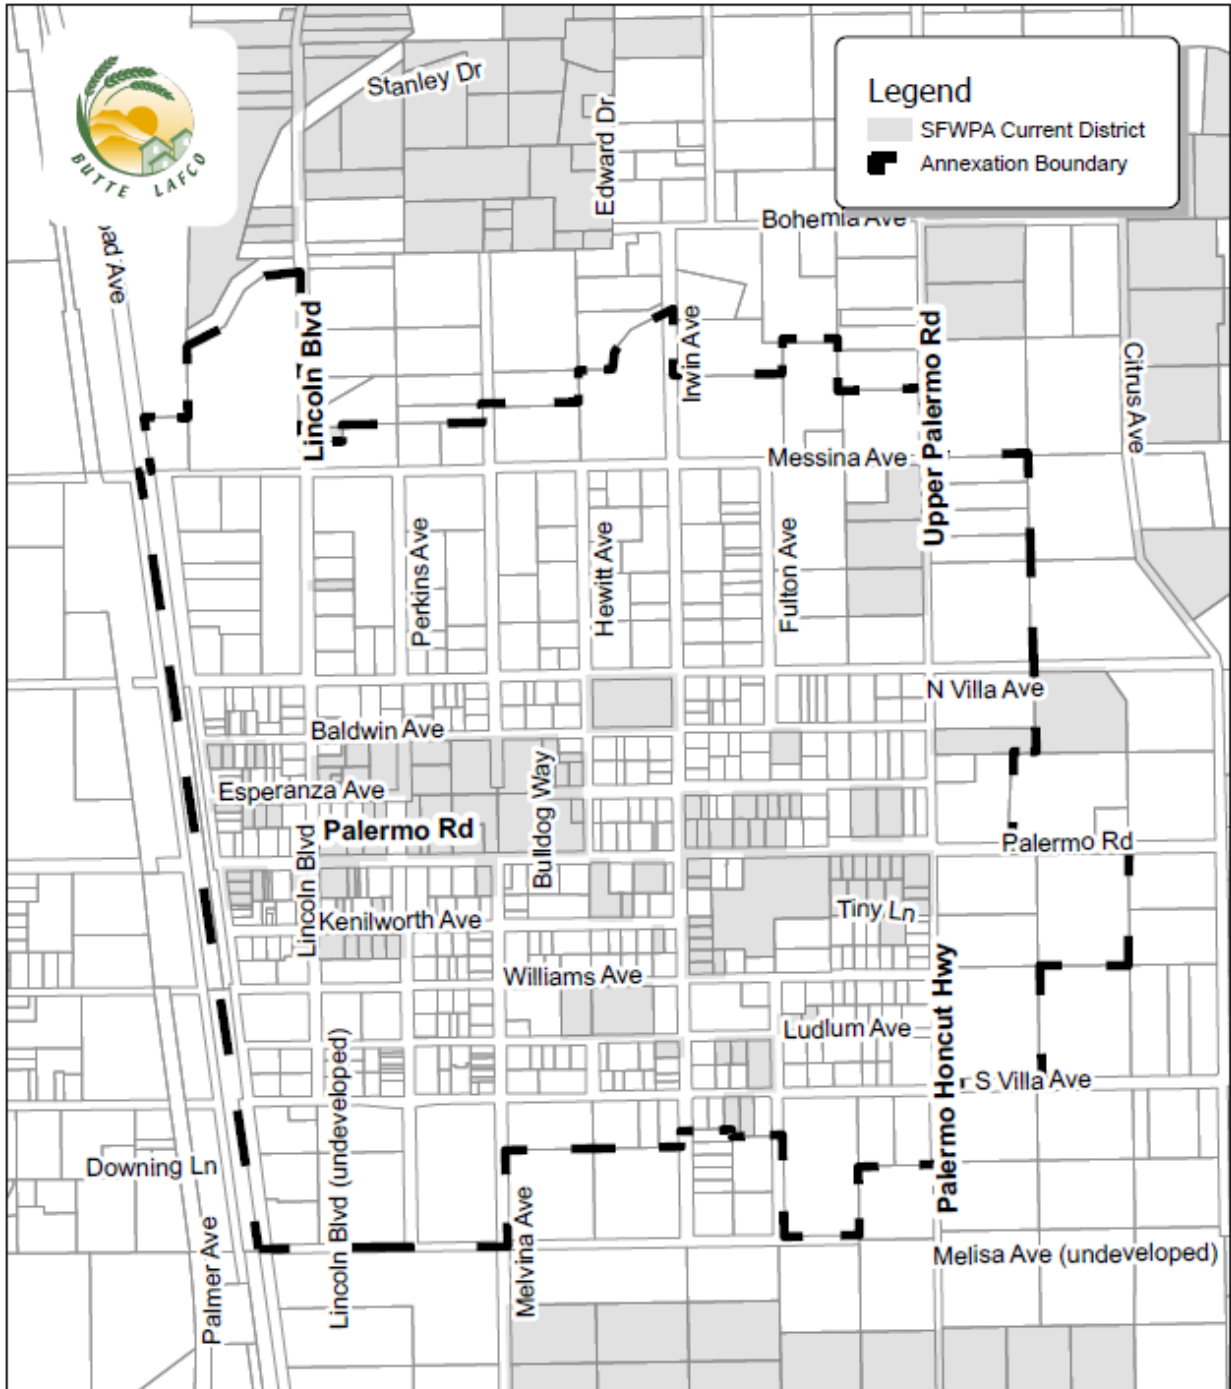 Stanley Dr
Edward Dr
Legend
SFWPA Current District
Annexation Boundary
BUTTE LAFCO
Bohemia Ave
ad Ave
Lincoln Blvd
Irwin Ave
Upper Palermo Rd
Citrus Ave
Messina Ave
Perkins Ave
Hewitt Ave
Fulton Ave
N Villa Ave
Baldwin Ave
Esperanza Ave
Bulldog Way
Palermo Rd
Palermo Rd
Lincoln Blvd
Kenilworth Ave
Tiny Ln
Williams Ave
Palermo Honcut Hwy
Ludlum Ave
S Villa Ave
Lincoln Blvd (undeveloped)
Downing Ln
Melvina Ave
Palmer Ave
Melisa Ave (undeveloped)